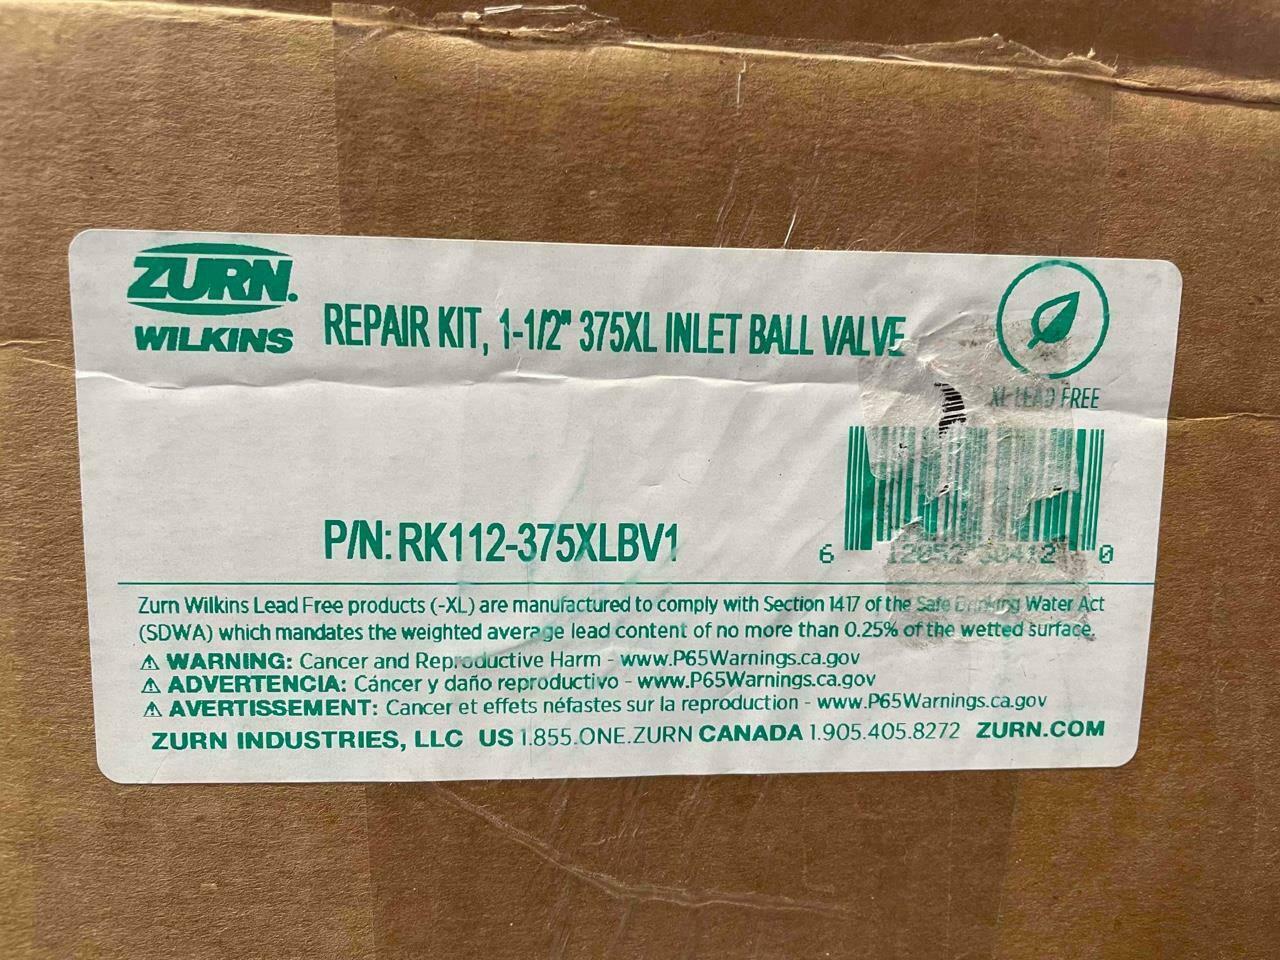 ZURN.
WILKINS
REPAIR KIT, 1-1/2" 375XL INLET BALL VALVE
XL LEAD FREE
P/N: RK112-375XLBV1
6 12052 30412 0
Zurn Wilkins Lead Free products (-XL) are manufactured to comply with Section 1417 of the Safe Drinking Water Act
(SDWA) which mandates the weighted average lead content of no more than 0.25% of the wetted surface.
⚠ WARNING: Cancer and Reproductive Harm - www.P65Warnings.ca.gov
⚠ ADVERTENCIA: Cáncer y daño reproductivo - www.P65Warnings.ca.gov
⚠ AVERTISSEMENT: Cancer et effets néfastes sur la reproduction - www.P65Warnings.ca.gov
ZURN INDUSTRIES, LLC US 1.855.ONE.ZURN CANADA 1.905.405.8272 ZURN.COM